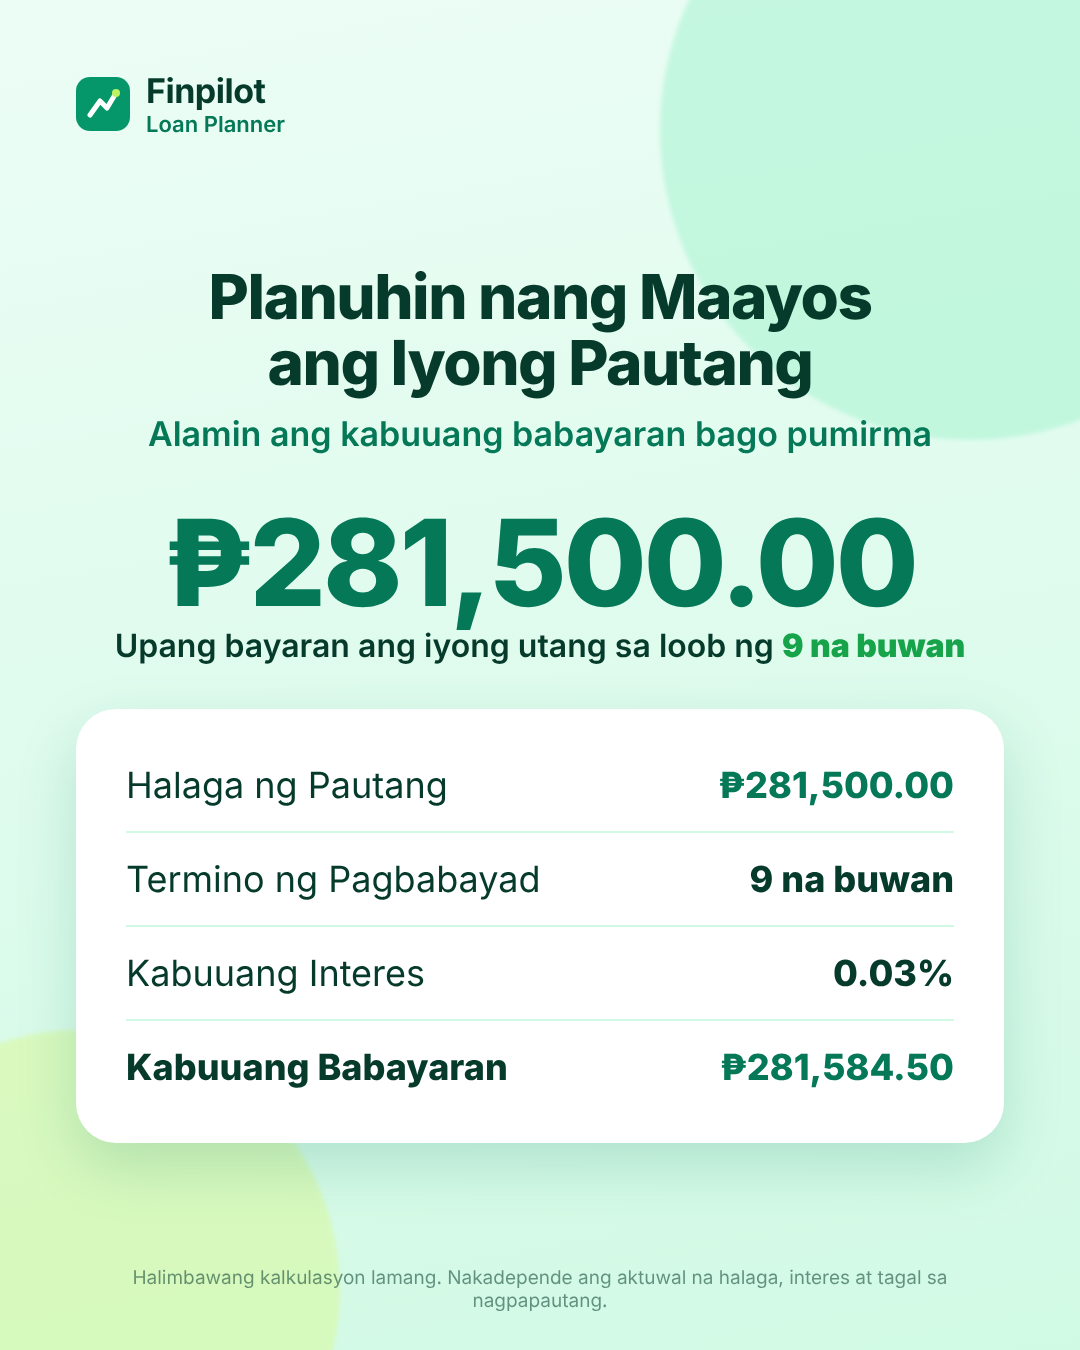 Finpilot
Loan Planner
Planuhin nang Maayos
ang Iyong Pautang
Alamin ang kabuuang babayaran bago pumirma
₱281,500.00
Upang bayaran ang iyong utang sa loob ng 9 na buwan
Halaga ng Pautang ₱281,500.00
Termino ng Pagbabayad 9 na buwan
Kabuuang Interes 0.03%
Kabuuang Babayaran ₱281,584.50
Halimbawang kalkulasyon lamang. Nakadepende ang aktuwal na halaga, interes at tagal sa
nagpapautang.